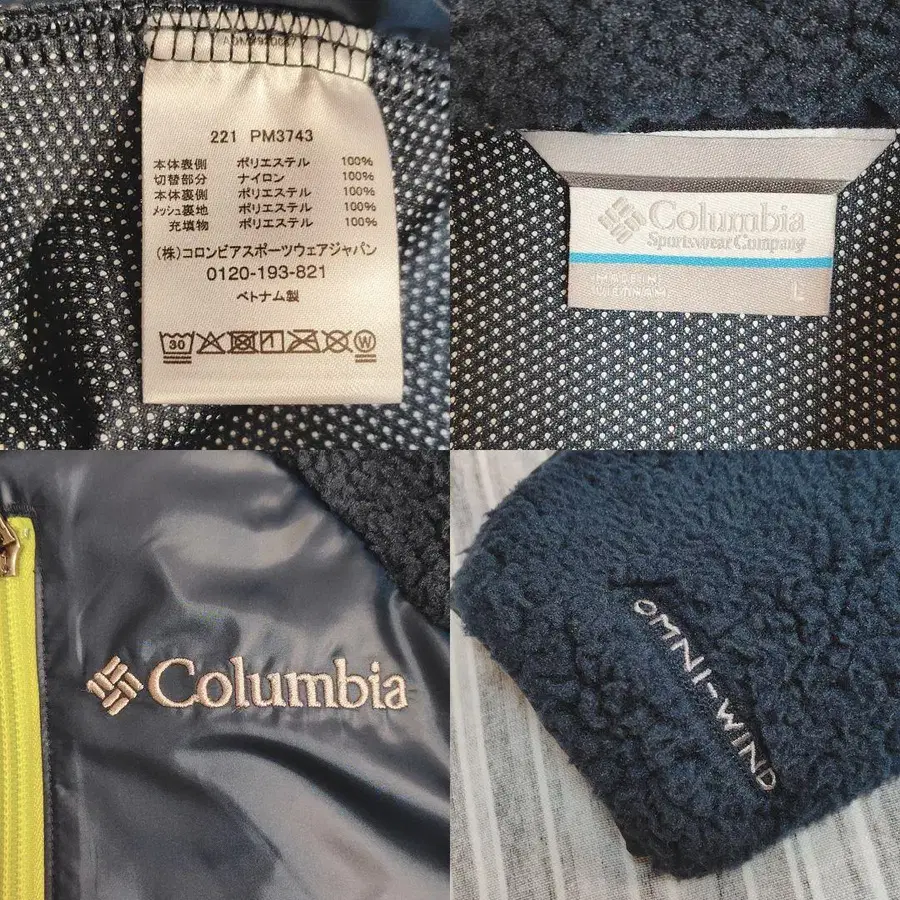 221 PM3743
本体表側 ポリエステル 100%
切替部分 ナイロン 100%
本体裏側 ポリエステル 100%
メッシュ裏地 ポリエステル 100%
充填物 ポリエステル 100%
(株)コロンビアスポーツウェアジャパン
0120-193-821
ベトナム製
30
W
Columbia
Sportswear Company
MADE IN
VIETNAM
L
Columbia
OMNI-WIND